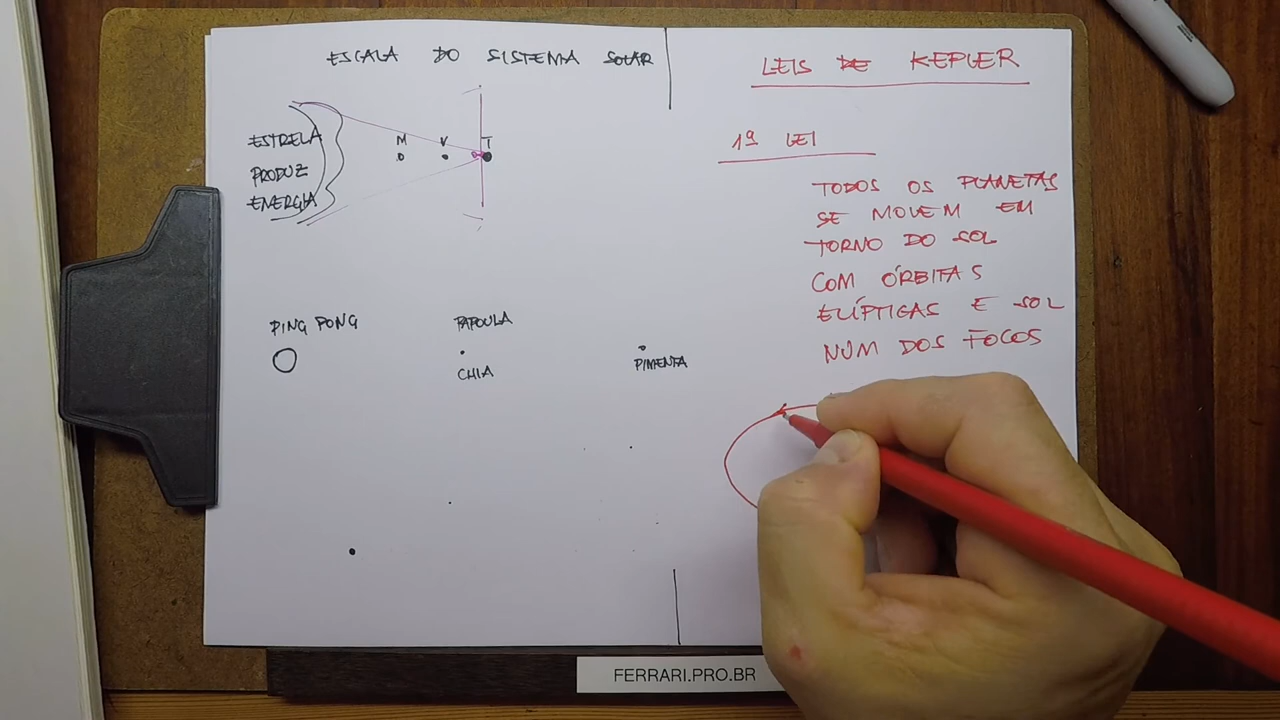 ESCALA DO SISTEMA SOLAR
ESTRELA
PRODUZ
ENERGIA
M V T
PING PONG
PAPOULA
CHIA
PIMENTA
LEIS DE KEPLER
1ª LEI
TODOS OS PLANETAS
SE MOVEM EM
TORNO DO SOL
COM ÓRBITAS
ELÍPTICAS E SOL
NUM DOS FOCOS
FERRARI.PRO.BR